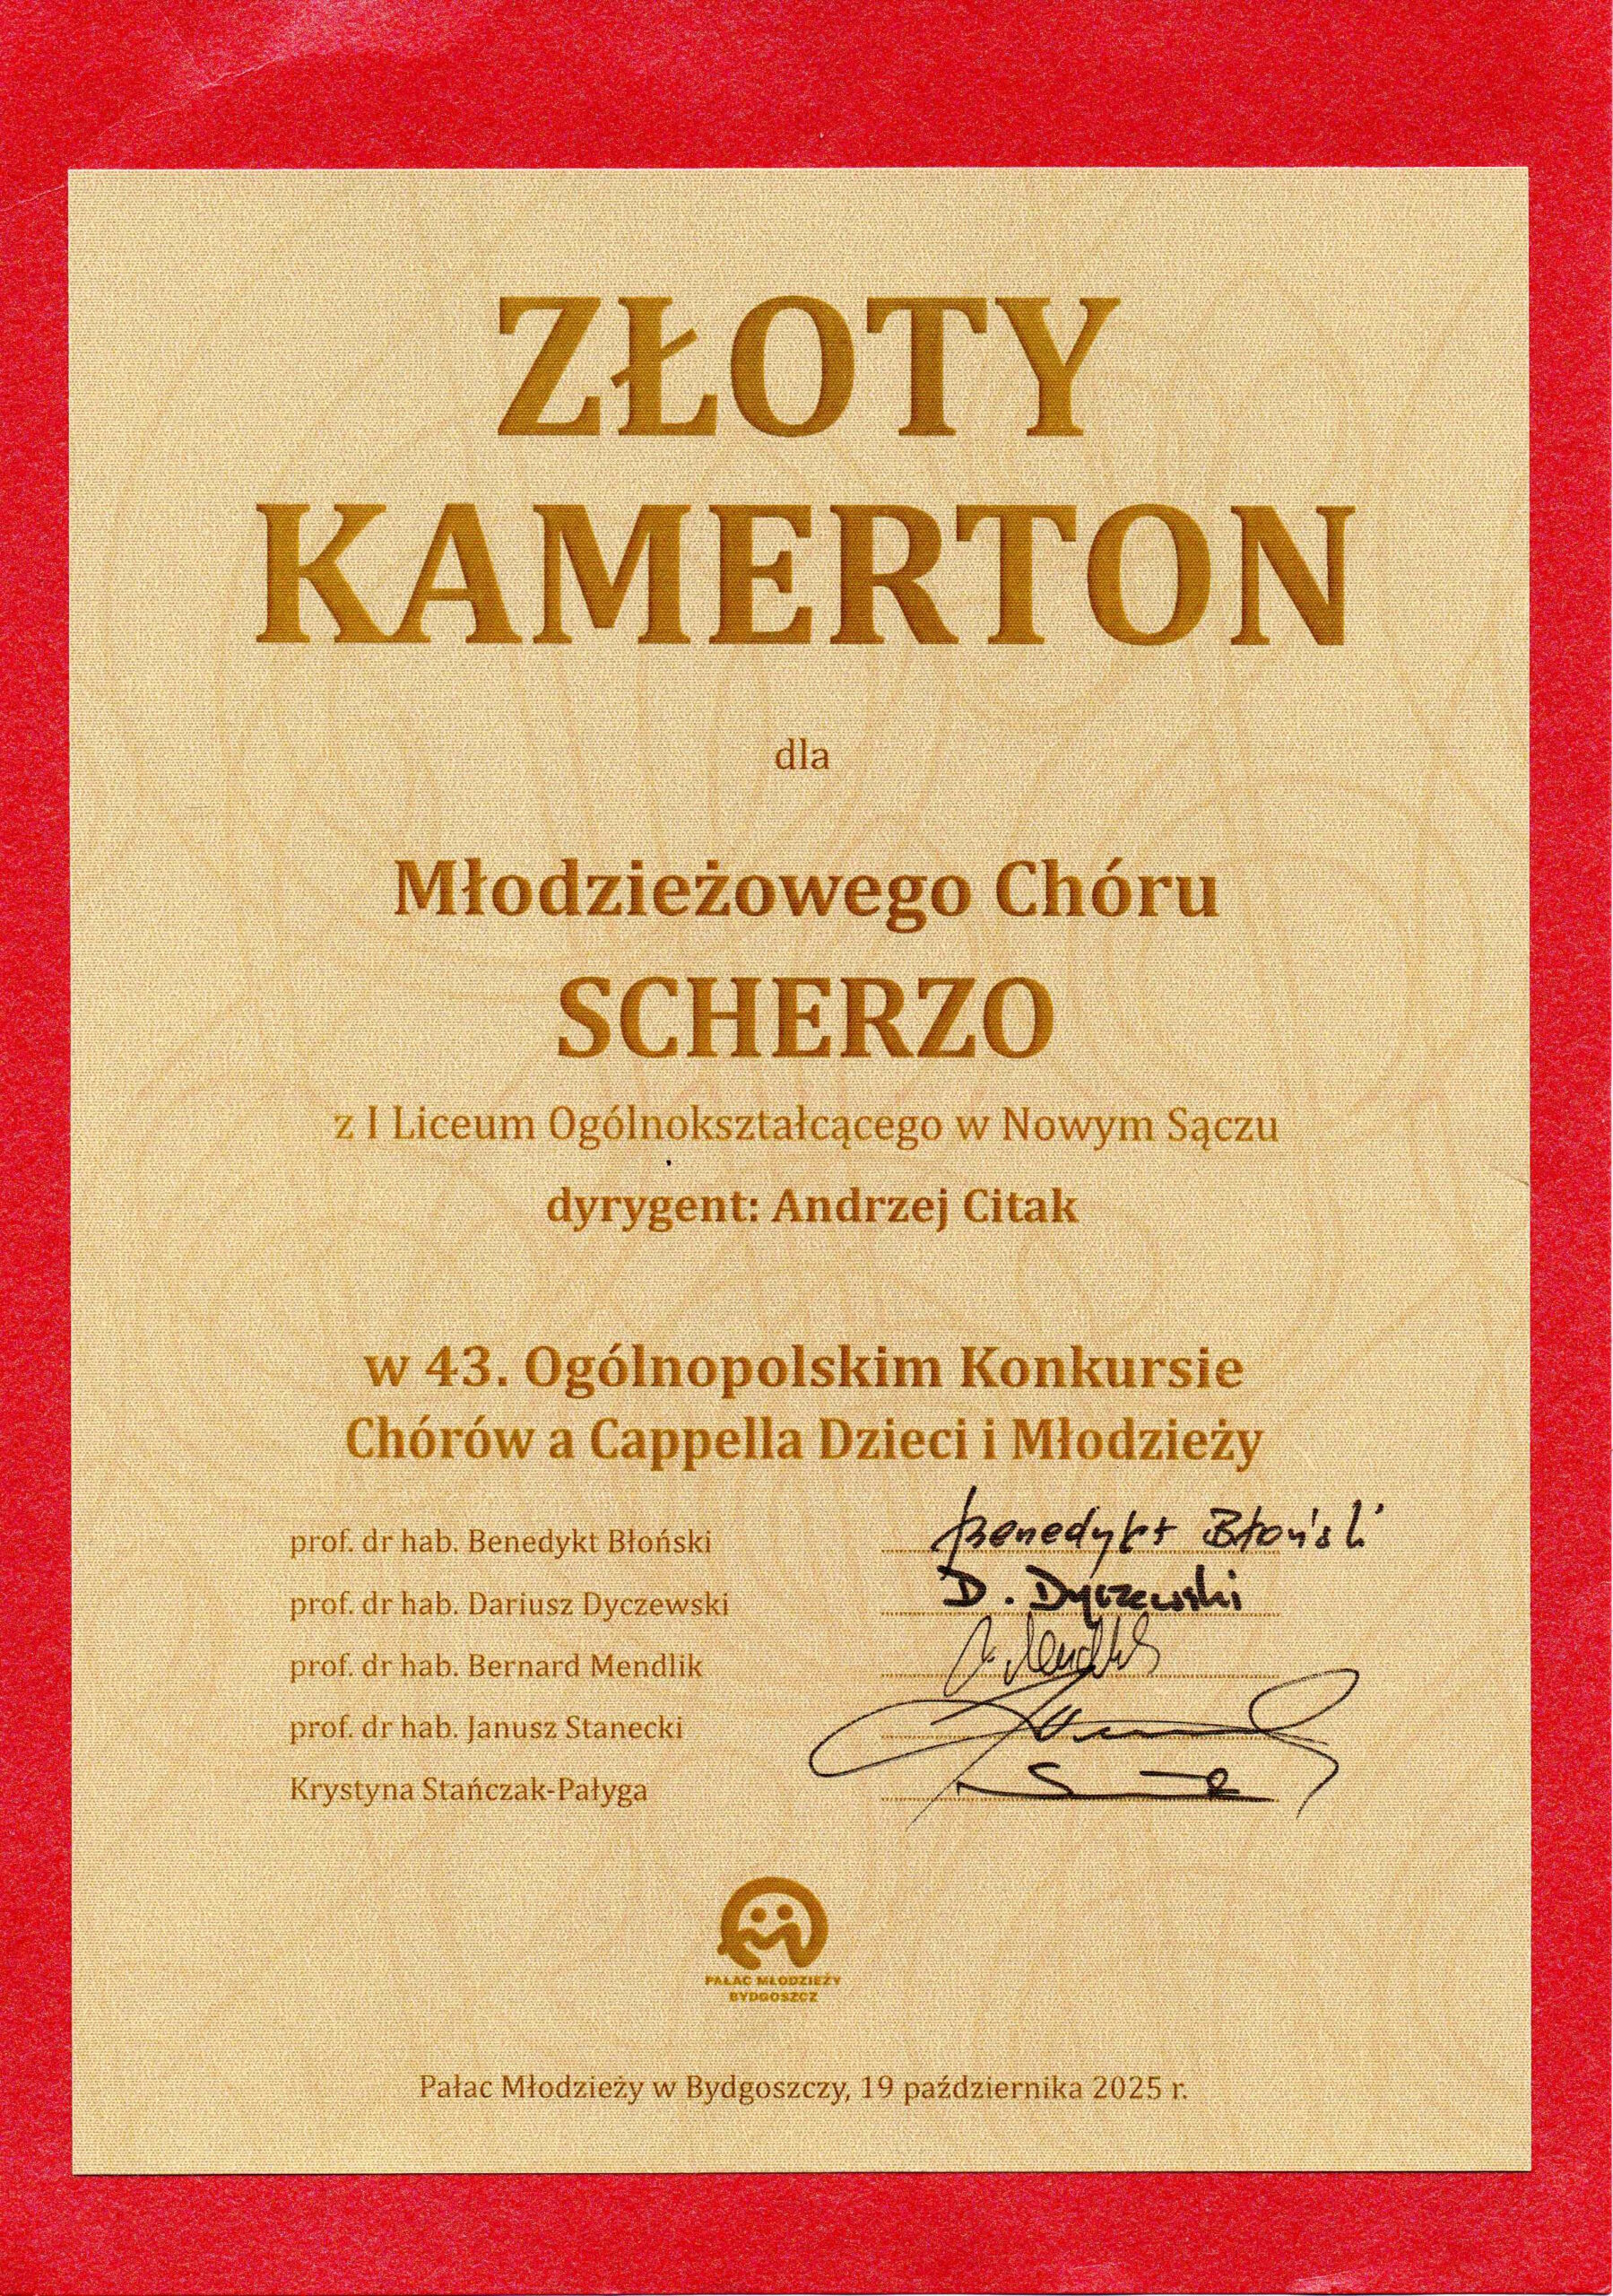 ZŁOTY
KAMERTON
dla
Młodzieżowego Chóru
SCHERZO
z I Liceum Ogólnokształcącego w Nowym Sączu
dyrygent: Andrzej Citak
w 43. Ogólnopolskim Konkursie
Chórów a Cappella Dzieci i Młodzieży
prof. dr hab. Benedykt Błoński Benedykt Błoński
prof. dr hab. Dariusz Dyczewski D. Dyczewski
prof. dr hab. Bernard Mendlik
prof. dr hab. Janusz Stanecki
Krystyna Stańczak-Pałyga
PAŁAC MŁODZIEŻY
BYDGOSZCZ
Pałac Młodzieży w Bydgoszczy, 19 października 2025 r.